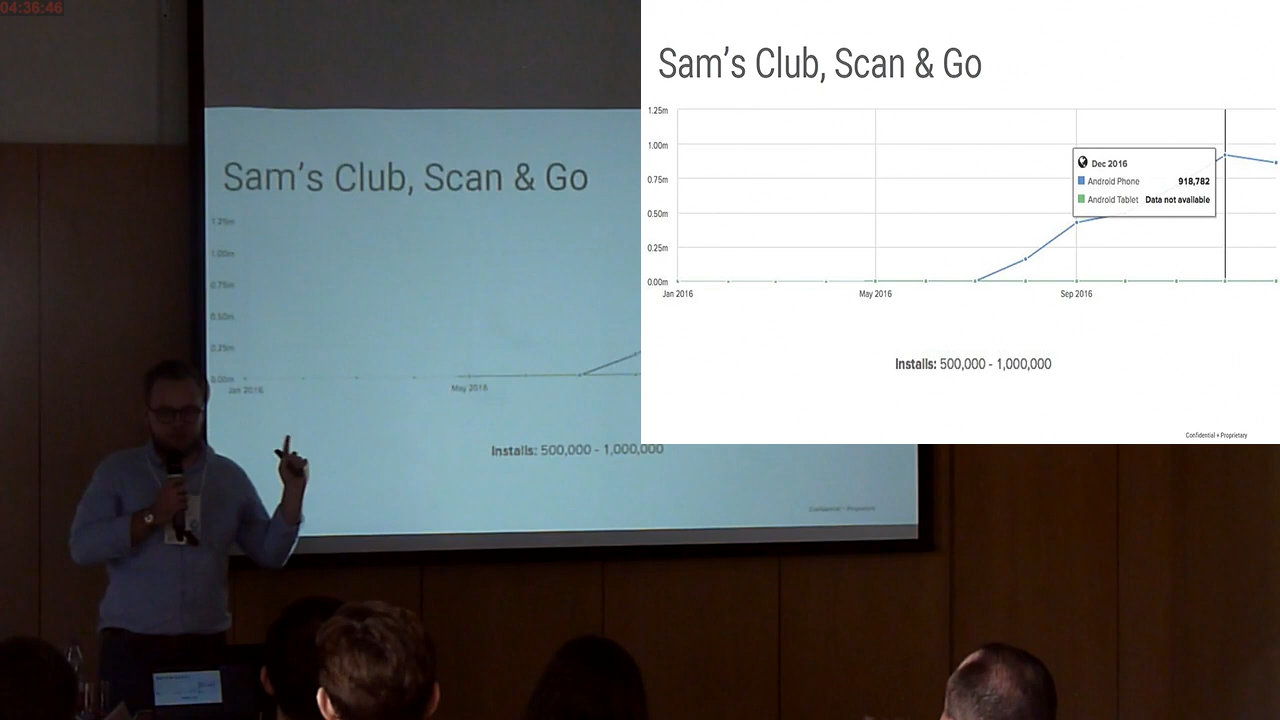 04:36:46
Sam's Club, Scan & Go
1.25m
1.00m
0.75m
0.50m
0.25m
0.00m
Jan 2016
May 2016
Installs: 500,000 - 1,000,000
Confidential + Proprietary
Sam's Club, Scan & Go
1.25m
1.00m
0.75m
0.50m
0.25m
0.00m
Jan 2016
May 2016
Sep 2016
Dec 2016
Android Phone 918,782
Android Tablet Data not available
Installs: 500,000 - 1,000,000
Confidential + Proprietary